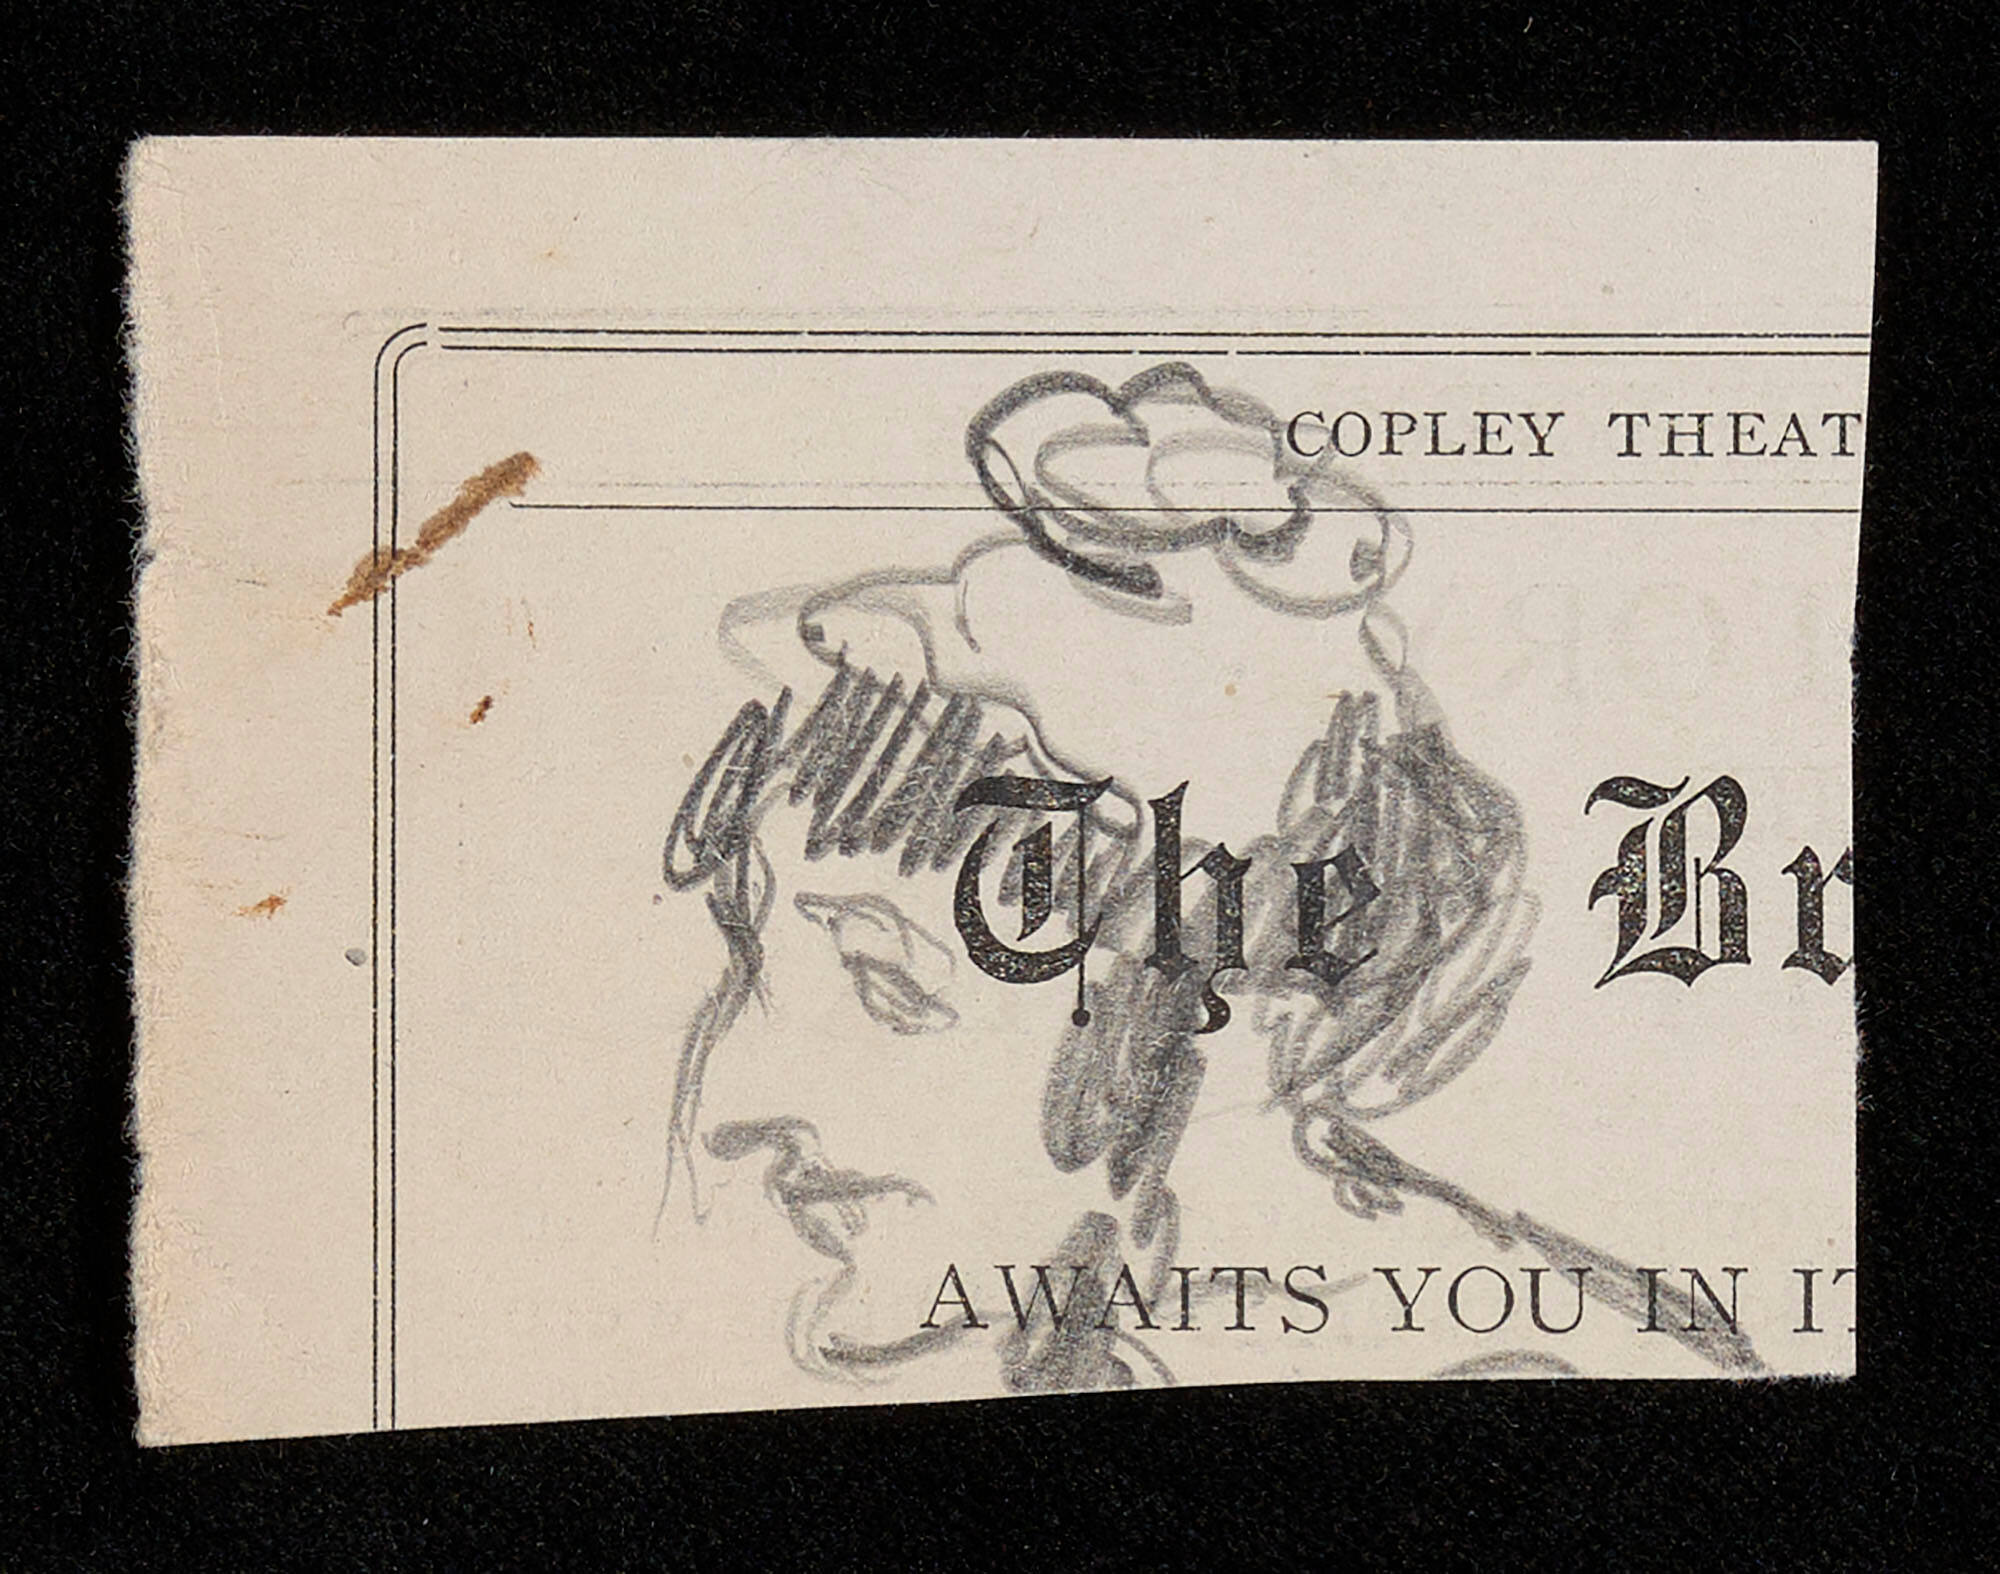 COPLEY THEAT
The Br
AWAITS YOU IN IT